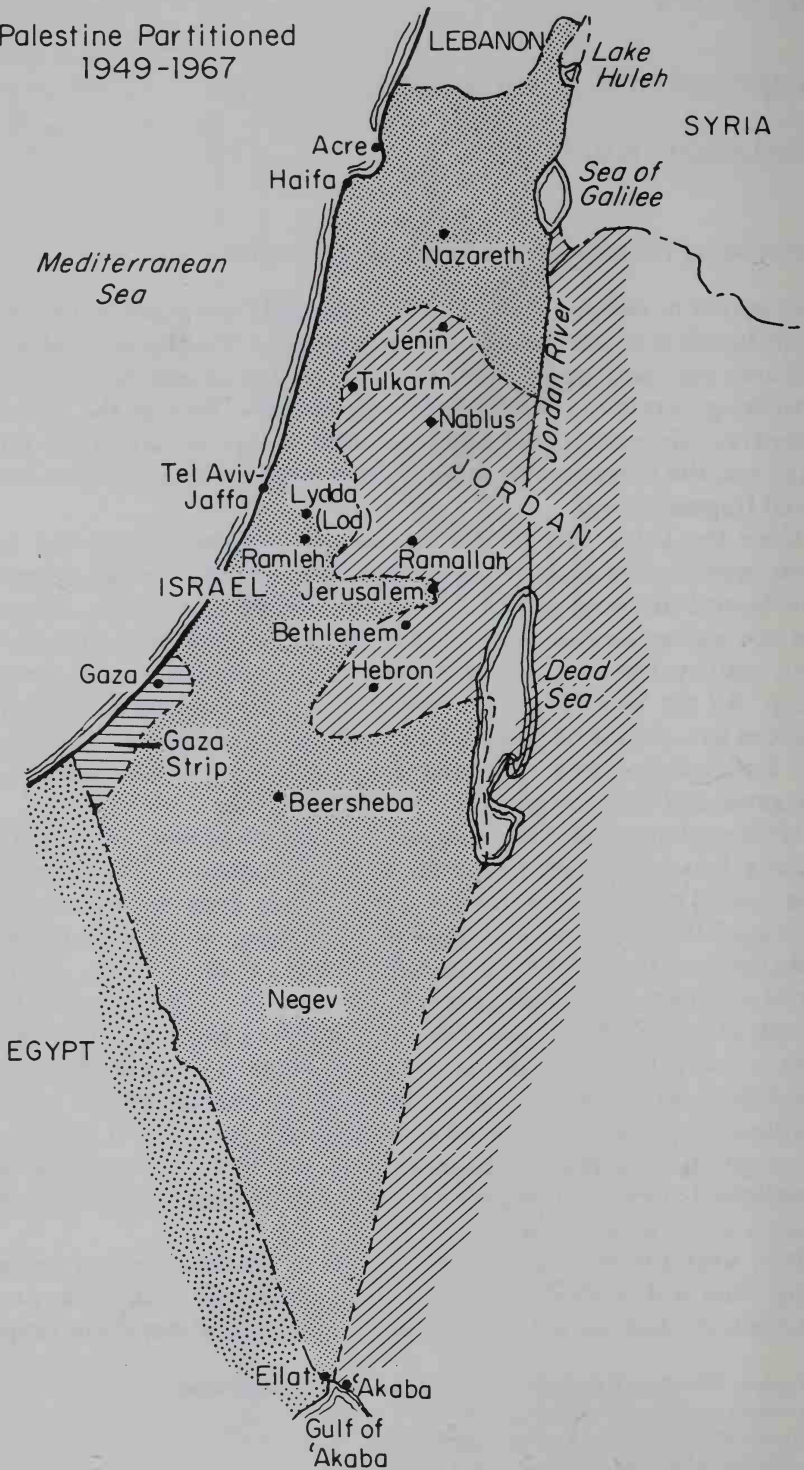 Palestine Partitioned
1949-1967
LEBANON
Lake
Huleh
SYRIA
Acre
Haifa
Sea of
Galilee
Nazareth
Mediterranean
Sea
Jenin
Tulkarm
Nablus
Jordan River
JORDAN
Tel Aviv-
Jaffa
Lydda
(Lod)
Ramleh
Ramallah
ISRAEL
Jerusalem
Bethlehem
Gaza
Hebron
Dead
Sea
Gaza
Strip
Beersheba
Negev
EGYPT
Eilat
'Akaba
Gulf of
'Akaba